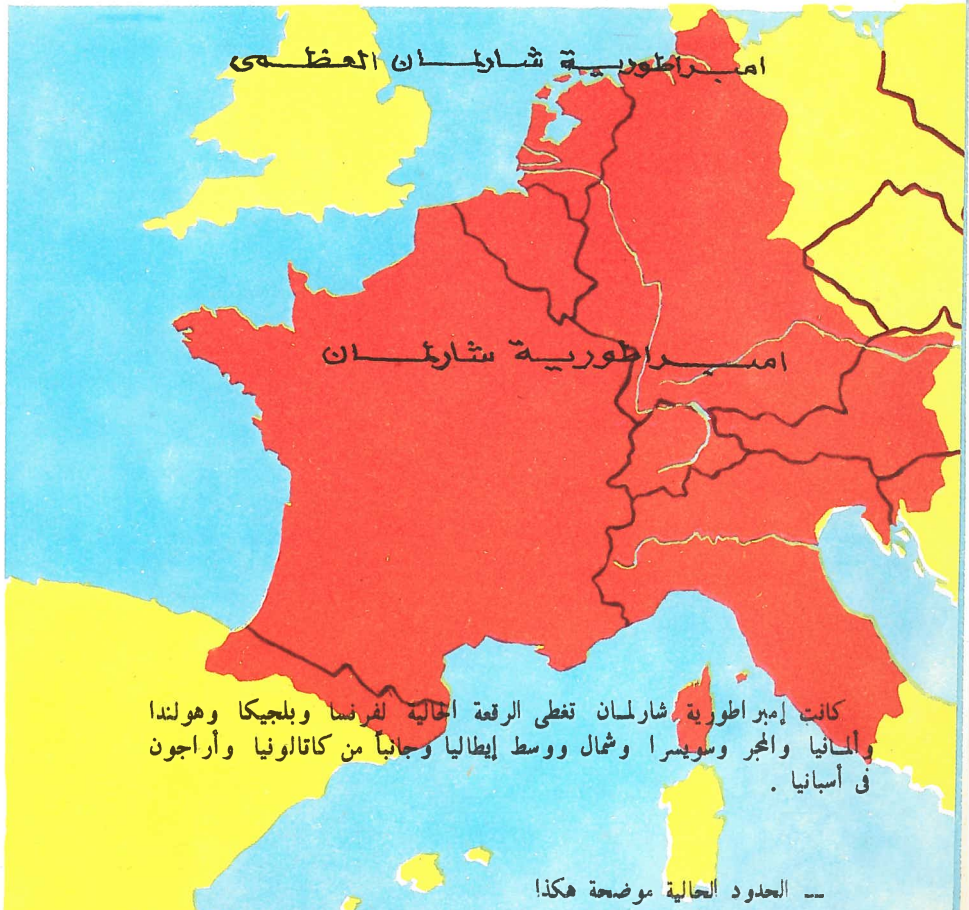 امبراطورية شارلمان العظمى
امبراطورية شارلمان
كانت إمبراطورية شارلمان تغطى الرقعة الحالية لفرنسا وبلجيكا وهولندا
وألمانيا والمجر وسويسرا وشمال ووسط إيطاليا وجانباً من كاتالونيا وأراجون
فى أسبانيا .
-- الحدود الحالية موضحة هكذا